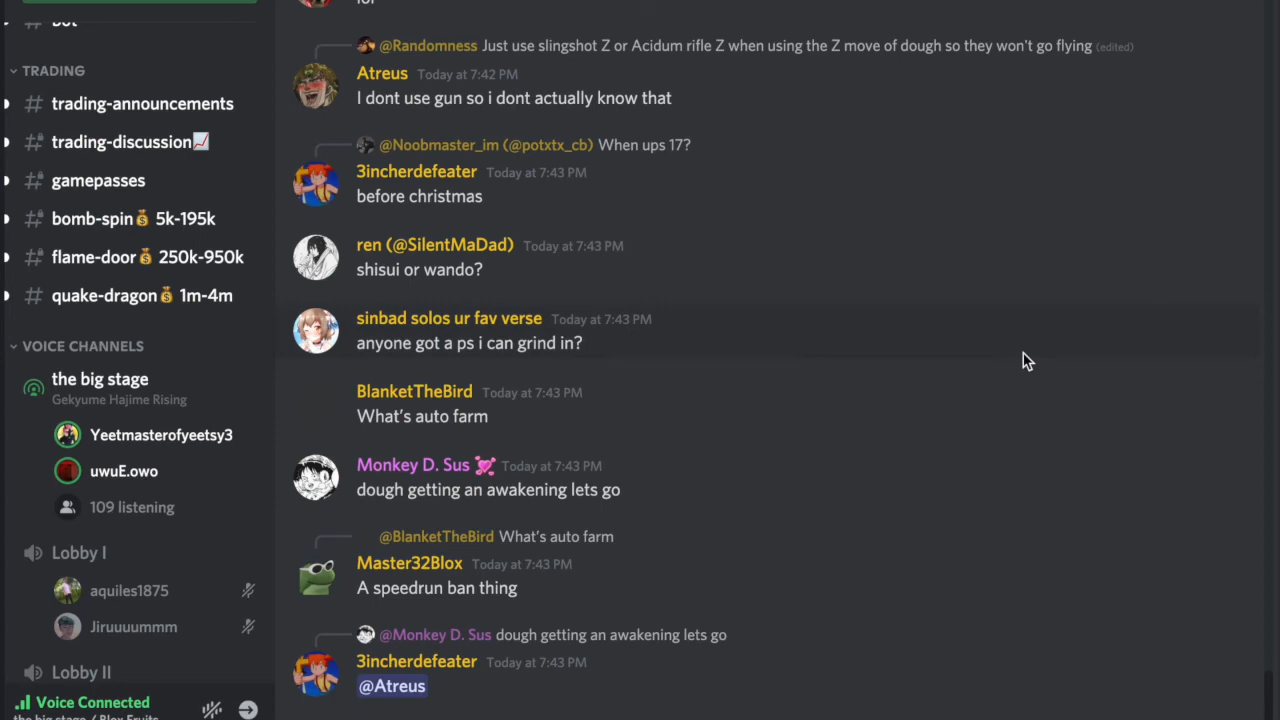 Bot
TRADING
trading-announcements
trading-discussion📈
gamepasses
bomb-spin💰 5k-195k
flame-door💰 250k-950k
quake-dragon💰 1m-4m
VOICE CHANNELS
the big stage
Gekyume Hajime Rising
Yeetmasterofyeetsy3
uwuE.owo
109 listening
Lobby I
aquiles1875
Jiruuuummm
Lobby II
Voice Connected
the big stage / Blox Fruits
lol
@Randomness Just use slingshot Z or Acidum rifle Z when using the Z move of dough so they won't go flying (edited)
Atreus Today at 7:42 PM
I dont use gun so i dont actually know that
@Noobmaster_im (@potxtx_cb) When ups 17?
3incherdefeater Today at 7:43 PM
before christmas
ren (@SilentMaDad) Today at 7:43 PM
shisui or wando?
sinbad solos ur fav verse Today at 7:43 PM
anyone got a ps i can grind in?
BlanketTheBird Today at 7:43 PM
What's auto farm
Monkey D. Sus 💘 Today at 7:43 PM
dough getting an awakening lets go
@BlanketTheBird What's auto farm
Master32Blox Today at 7:43 PM
A speedrun ban thing
@Monkey D. Sus dough getting an awakening lets go
3incherdefeater Today at 7:43 PM
@Atreus